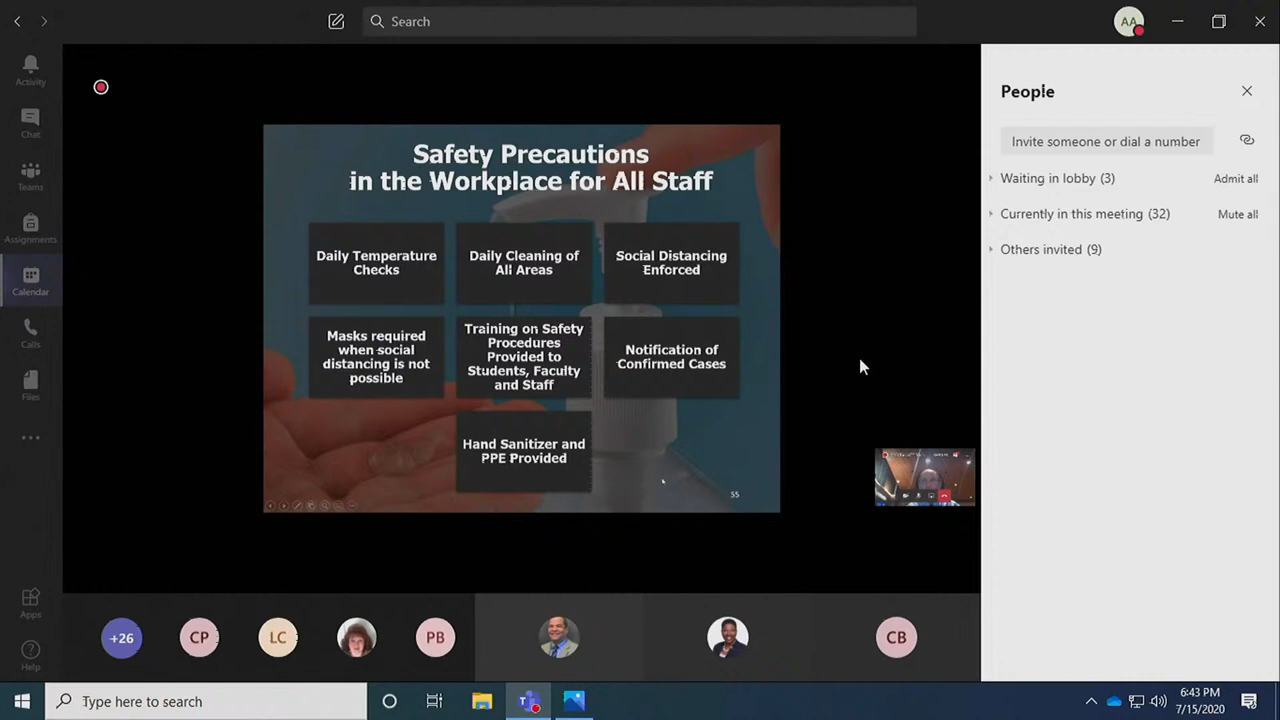 Search
AA
Activity
Chat
Teams
Assignments
Calendar
Calls
Files
Apps
Help
Safety Precautions
in the Workplace for All Staff
Daily Temperature
Checks
Daily Cleaning of
All Areas
Social Distancing
Enforced
Masks required
when social
distancing is not
possible
Training on Safety
Procedures
Provided to
Students, Faculty
and Staff
Notification of
Confirmed Cases
Hand Sanitizer and
PPE Provided
55
People
Invite someone or dial a number
Waiting in lobby (3) Admit all
Currently in this meeting (32) Mute all
Others invited (9)
+26
CP
LC
PB
CB
Type here to search
6:43 PM
7/15/2020